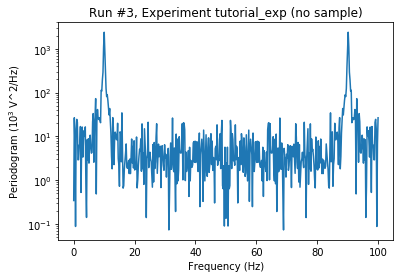 Run #3, Experiment tutorial_exp (no sample)
Periodogram (10³ V^2/Hz)
10³
10²
10¹
10⁰
10⁻¹
0 20 40 60 80 100
Frequency (Hz)